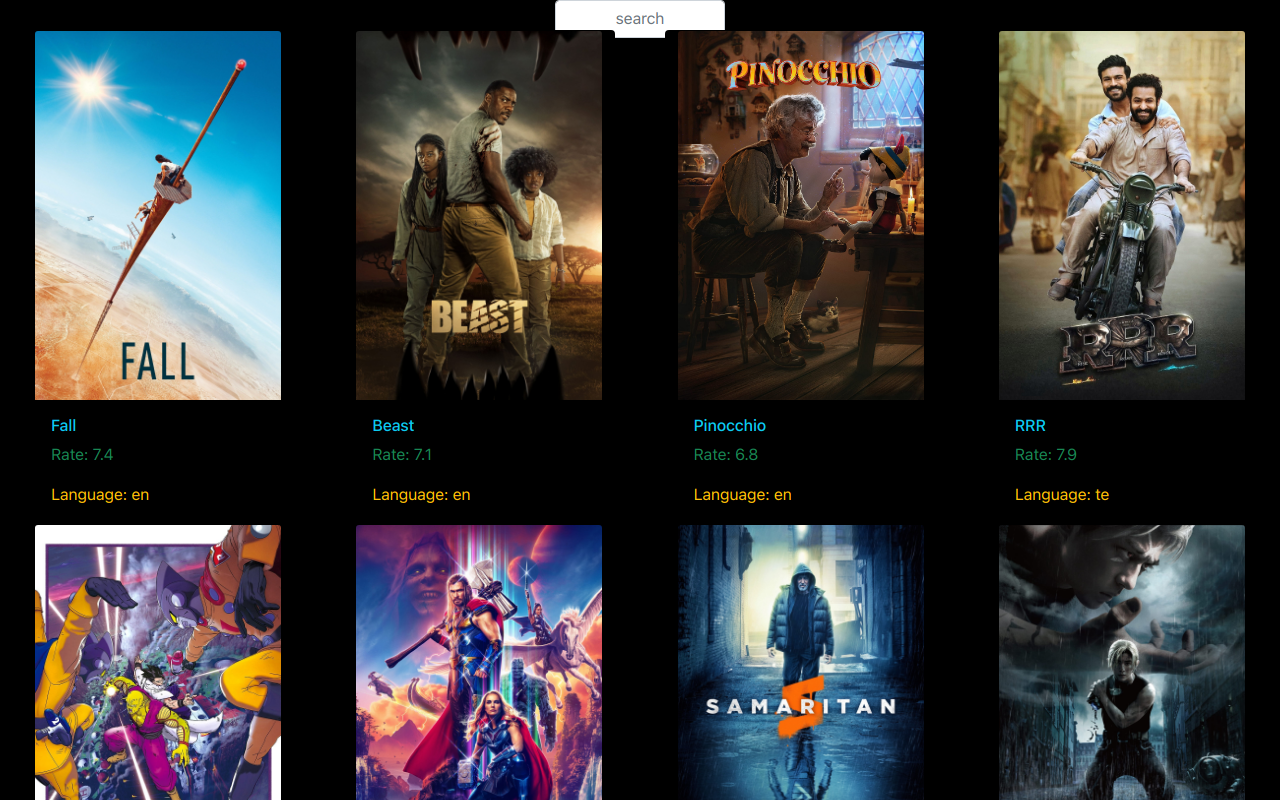 search
PINOCCHIO
BEAST
RRR
FALL
Fall
Beast
Pinocchio
RRR
Rate: 7.4
Rate: 7.1
Rate: 6.8
Rate: 7.9
Language: en
Language: en
Language: en
Language: te
SAMARITAN